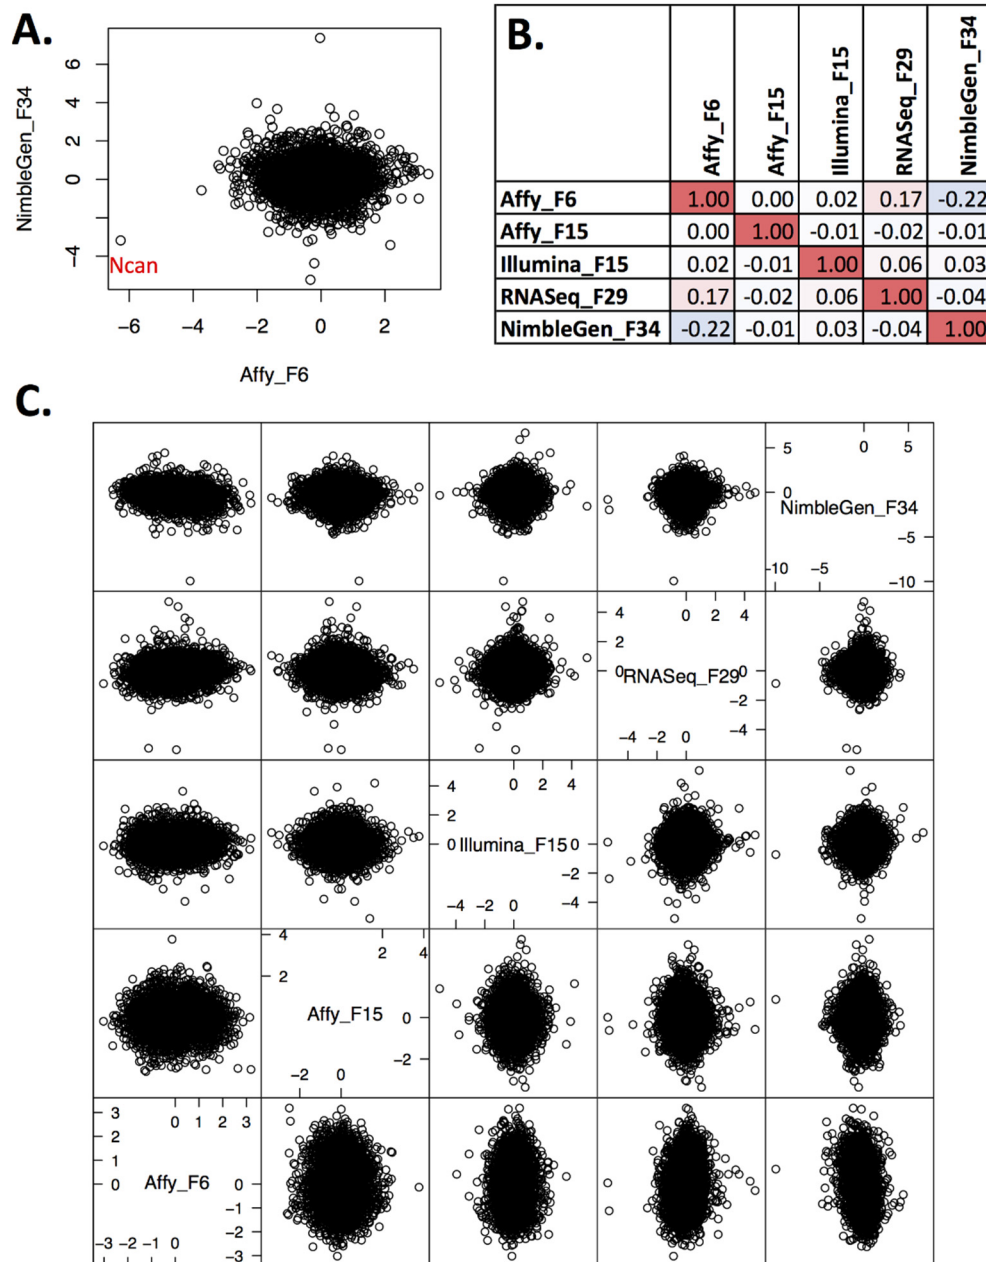 A.
NimbleGen_F34
6
4
2
0
−4
Ncan
−6 −4 −2 0 2
Affy_F6
B.
Affy_F6 Affy_F15 Illumina_F15 RNASeq_F29 NimbleGen_F34
Affy_F6 1.00 0.00 0.02 0.17 -0.22
Affy_F15 0.00 1.00 -0.01 -0.02 -0.01
Illumina_F15 0.02 -0.01 1.00 0.06 0.03
RNASeq_F29 0.17 -0.02 0.06 1.00 -0.04
NimbleGen_F34 -0.22 -0.01 0.03 -0.04 1.00
C.
0 5
5
0
NimbleGen_F34
−5
−10 −5
−10
0 2 4
4
2
0 RNASeq_F29 0
−2
−4
−4 −2 0
0 2 4
4
2
0 Illumina_F15 0
−2
−4
−4 −2 0
4
2 4
2
Affy_F15 0
−2
−2 0
3 0 1 2 3
2
1
0 Affy_F6 0
−1
−2
−3 −2 −1 0 −3